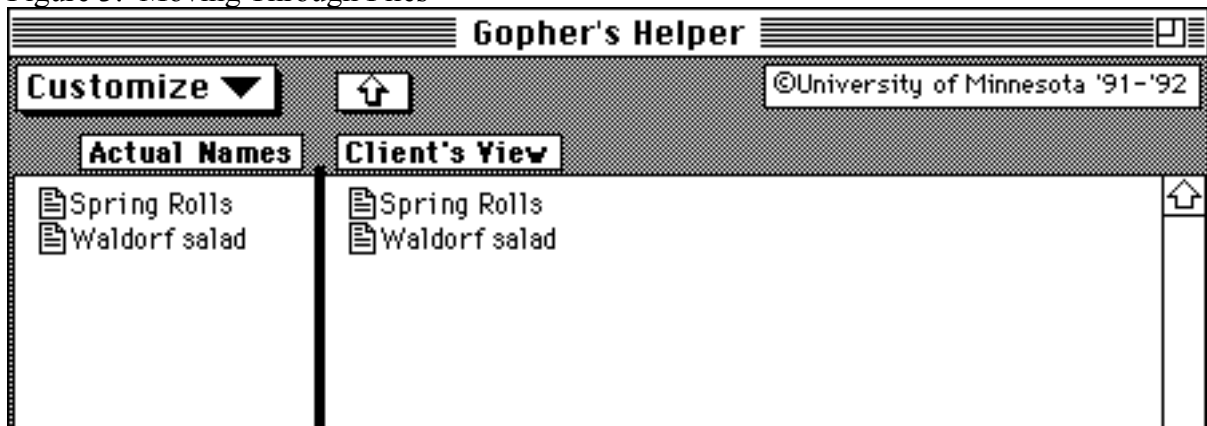 Figure 3: Moving Through Files
Gopher's Helper
Customize
©University of Minnesota '91-'92
Actual Names Client's View
Spring Rolls Spring Rolls
Waldorf salad Waldorf salad